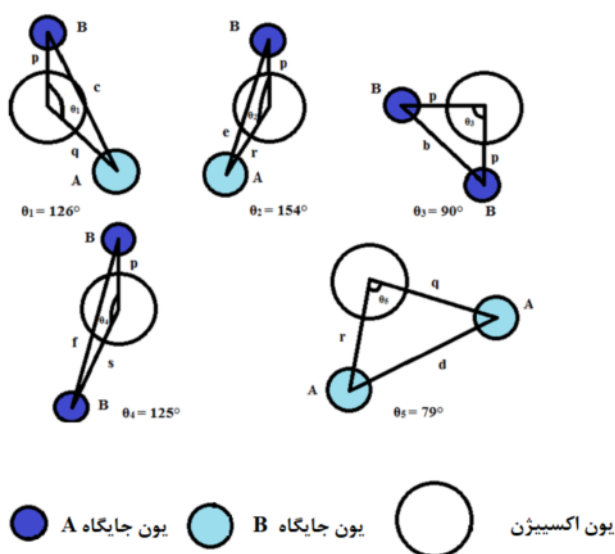 B
p
c
θ₁
q
A
θ₁ = 126°
B
p
θ₂
e
r
A
θ₂ = 154°
B
p
θ₃
b
p
B
θ₃ = 90°
B
p
θ₄
f
s
B
θ₄ = 125°
q
θ₅
A
r
d
A
θ₅ = 79°
یون جایگاه A
یون جایگاه B
یون اکسییژن